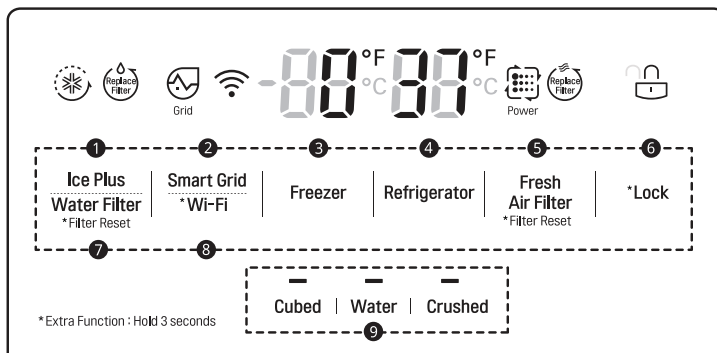 Replace Filter
Grid
0 °F °C
37 °F °C
Power
Replace Filter
1 2 3 4 5 6
Ice Plus
Water Filter
*Filter Reset
Smart Grid
*Wi-Fi
Freezer
Refrigerator
Fresh
Air Filter
*Filter Reset
*Lock
7 8
Cubed | Water | Crushed
9
*Extra Function : Hold 3 seconds